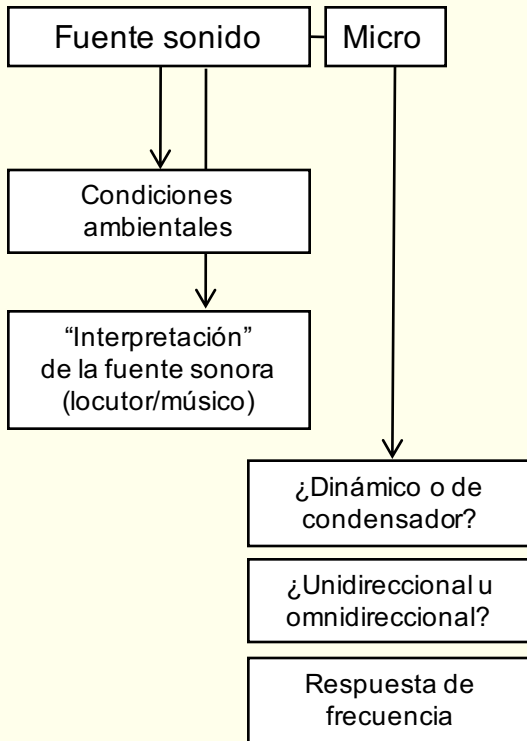 Fuente sonido
Micro
Condiciones
ambientales
“Interpretación”
de la fuente sonora
(locutor/músico)
¿Dinámico o de
condensador?
¿Unidireccional u
omnidireccional?
Respuesta de
frecuencia